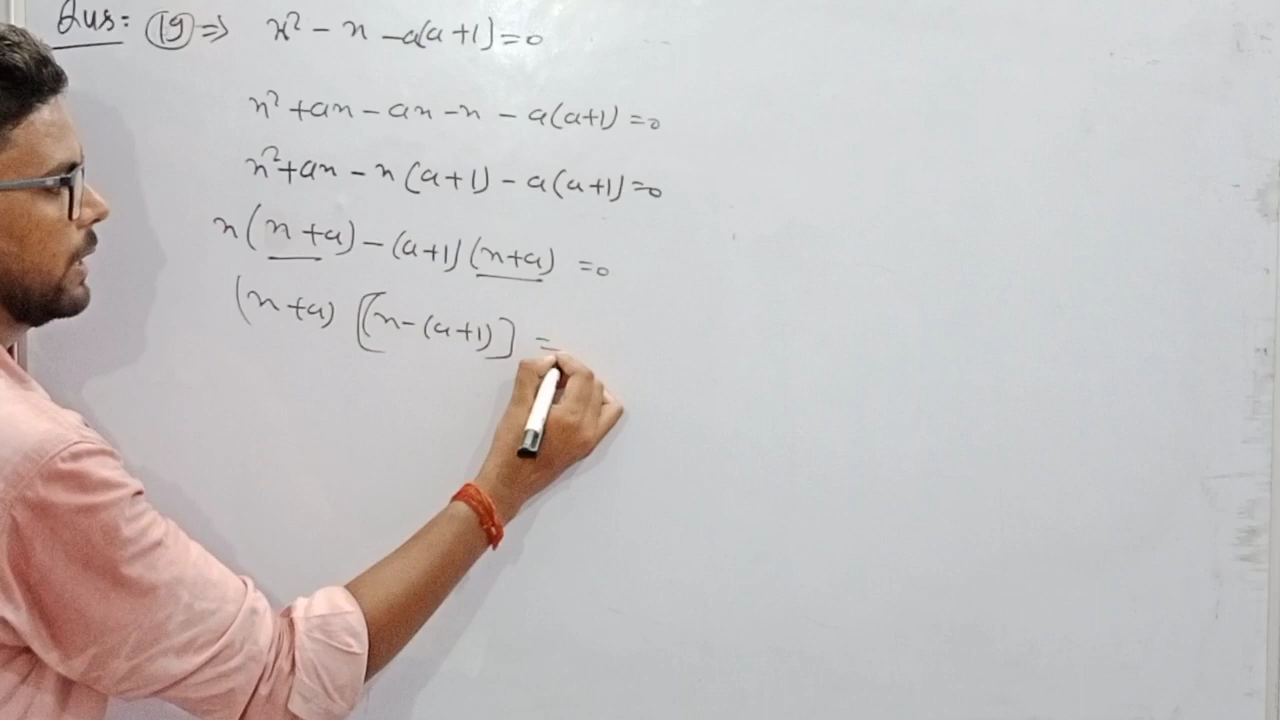 Qus: 19 ⇒ x² - x - a(a+1) = 0
x² + ax - ax - x - a(a+1) = 0
x² + ax - x(a+1) - a(a+1) = 0
x(x+a) - (a+1)(x+a) = 0
(x+a) [x-(a+1)] =